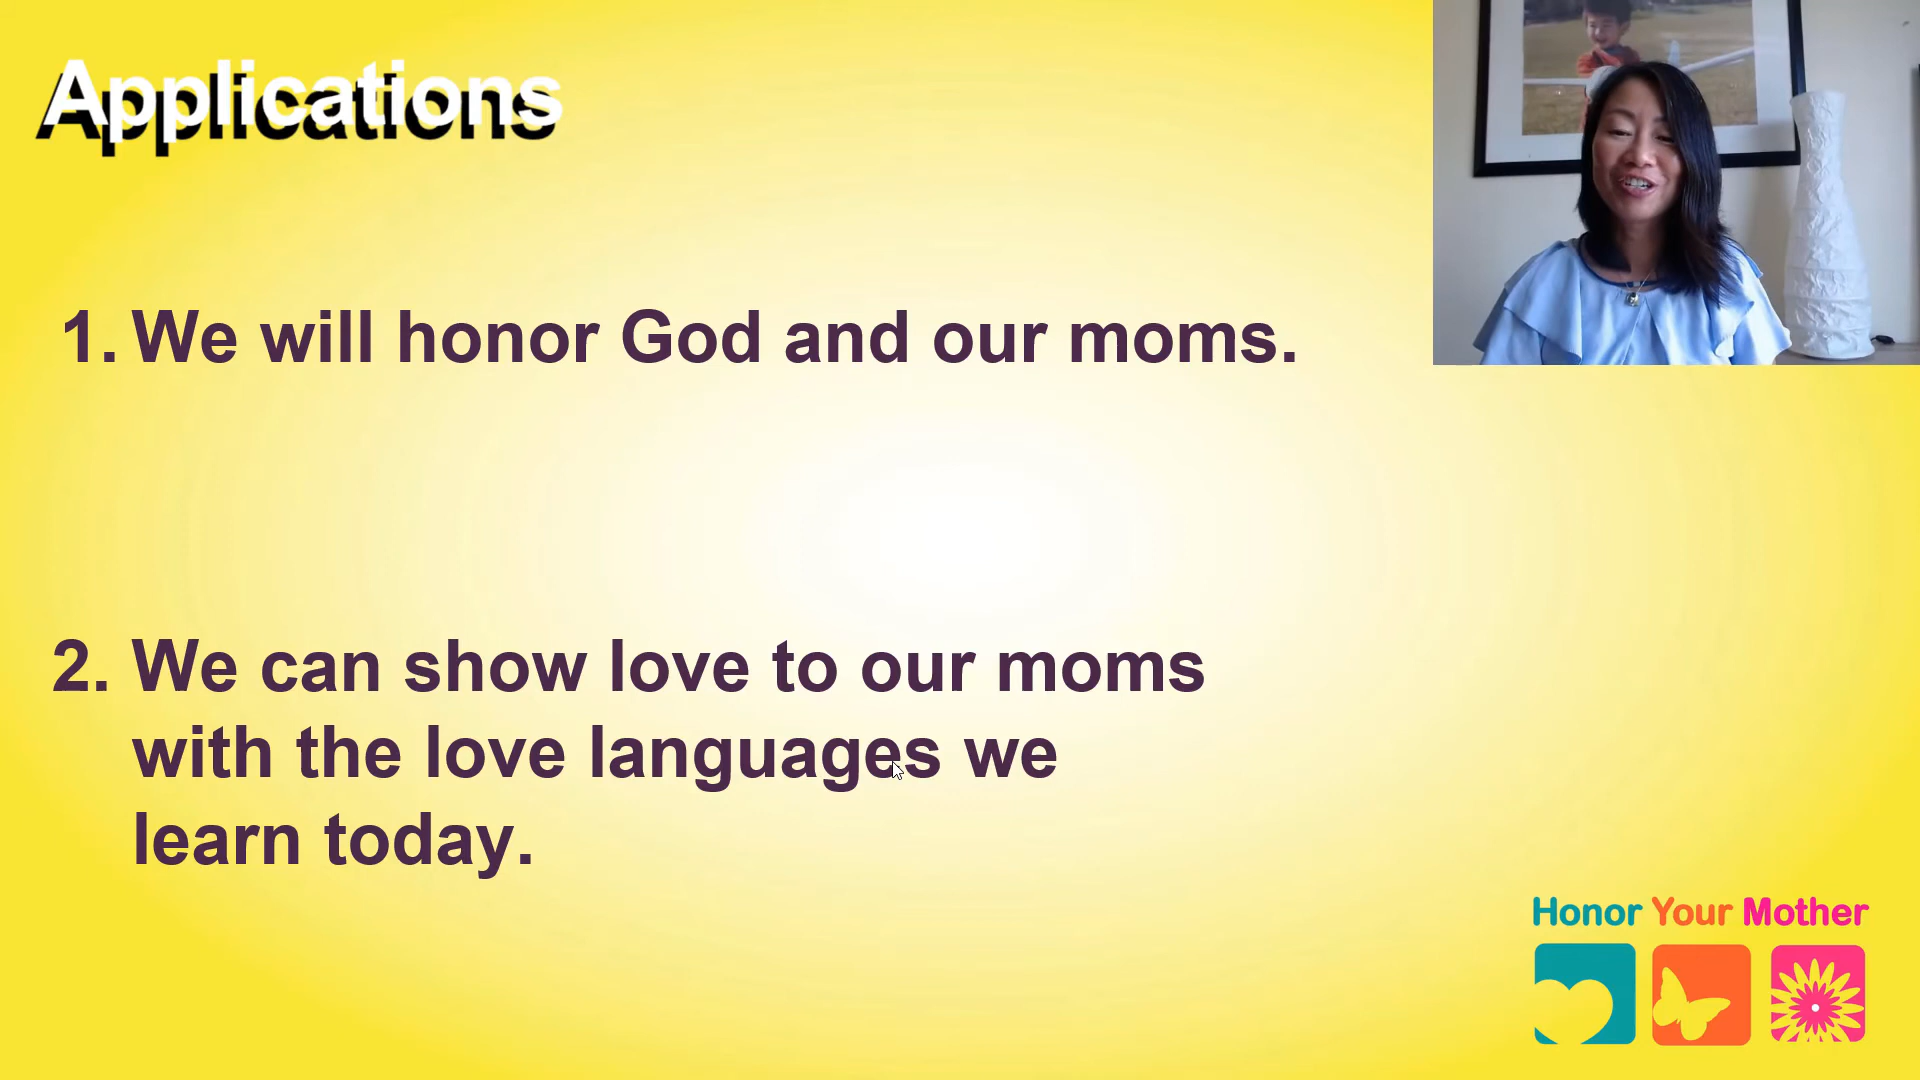 Applications
1. We will honor God and our moms.
2. We can show love to our moms
with the love languages we
learn today.
Honor Your Mother